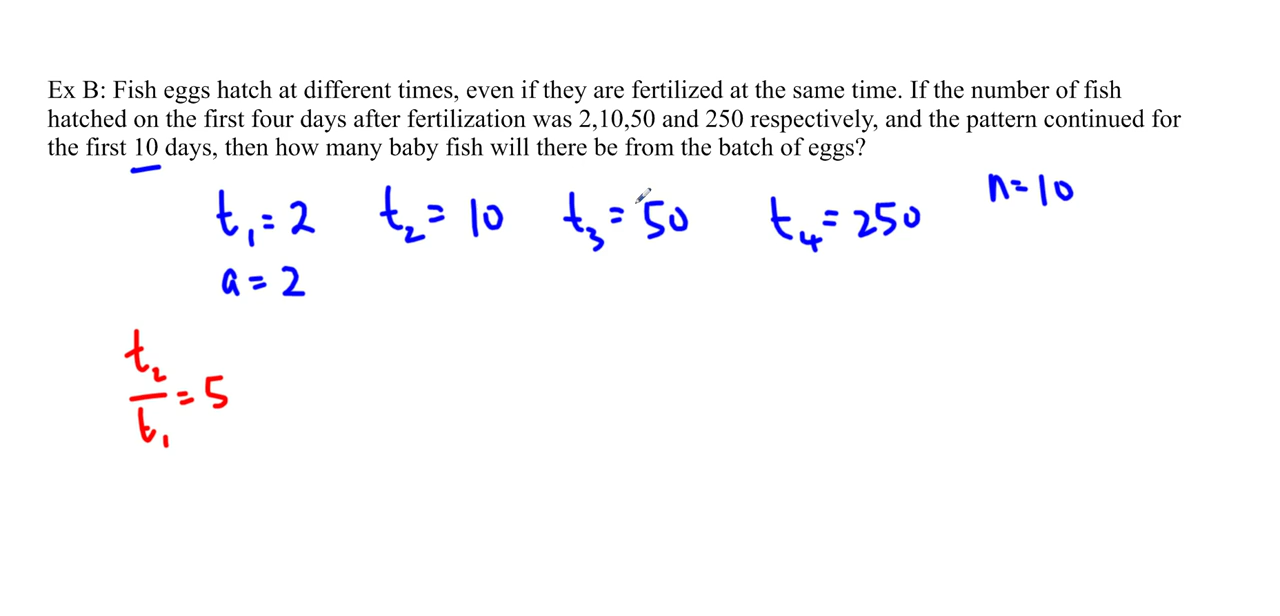 Ex B: Fish eggs hatch at different times, even if they are fertilized at the same time. If the number of fish
hatched on the first four days after fertilization was 2,10,50 and 250 respectively, and the pattern continued for
the first 10 days, then how many baby fish will there be from the batch of eggs?
t₁ = 2 t₂ = 10 t₃ = 50 t₄ = 250 n = 10
a = 2
t₂
— = 5
t₁